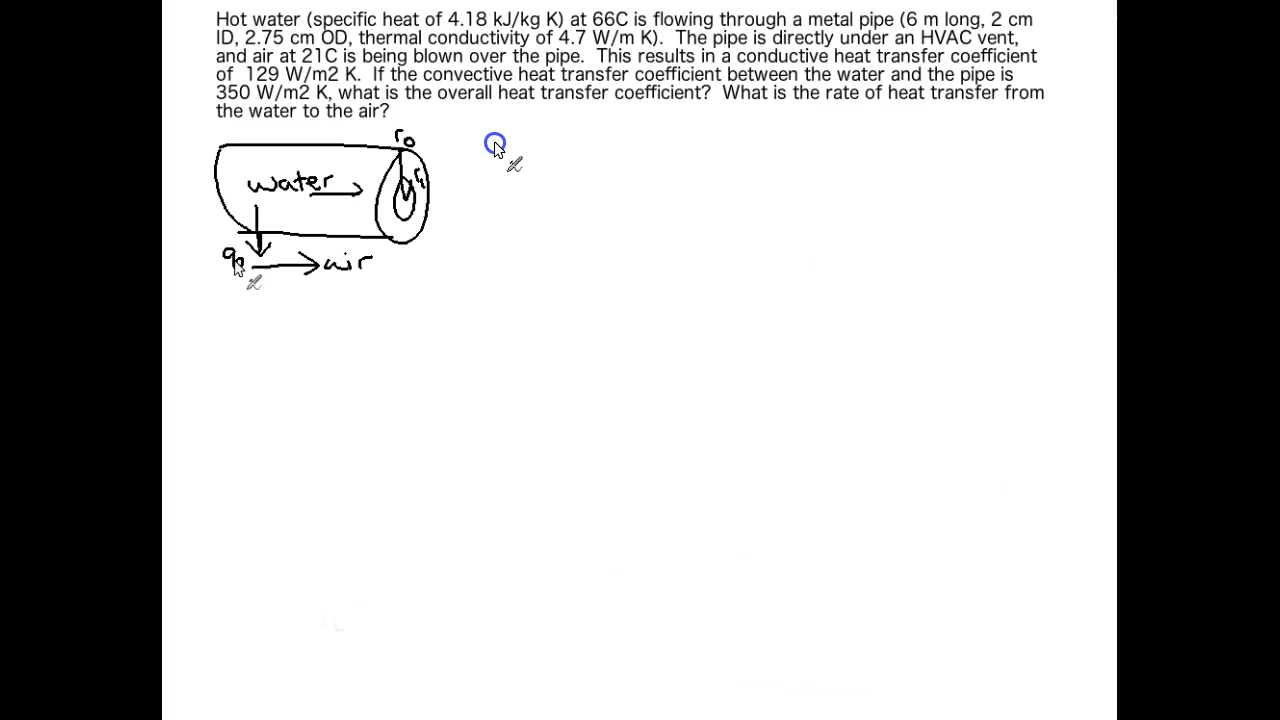 Hot water (specific heat of 4.18 kJ/kg K) at 66C is flowing through a metal pipe (6 m long, 2 cm
ID, 2.75 cm OD, thermal conductivity of 4.7 W/m K).  The pipe is directly under an HVAC vent,
and air at 21C is being blown over the pipe.  This results in a conductive heat transfer coefficient
of  129 W/m2 K.  If the convective heat transfer coefficient between the water and the pipe is
350 W/m2 K, what is the overall heat transfer coefficient?  What is the rate of heat transfer from
the water to the air?
ro
water
ri
q
air